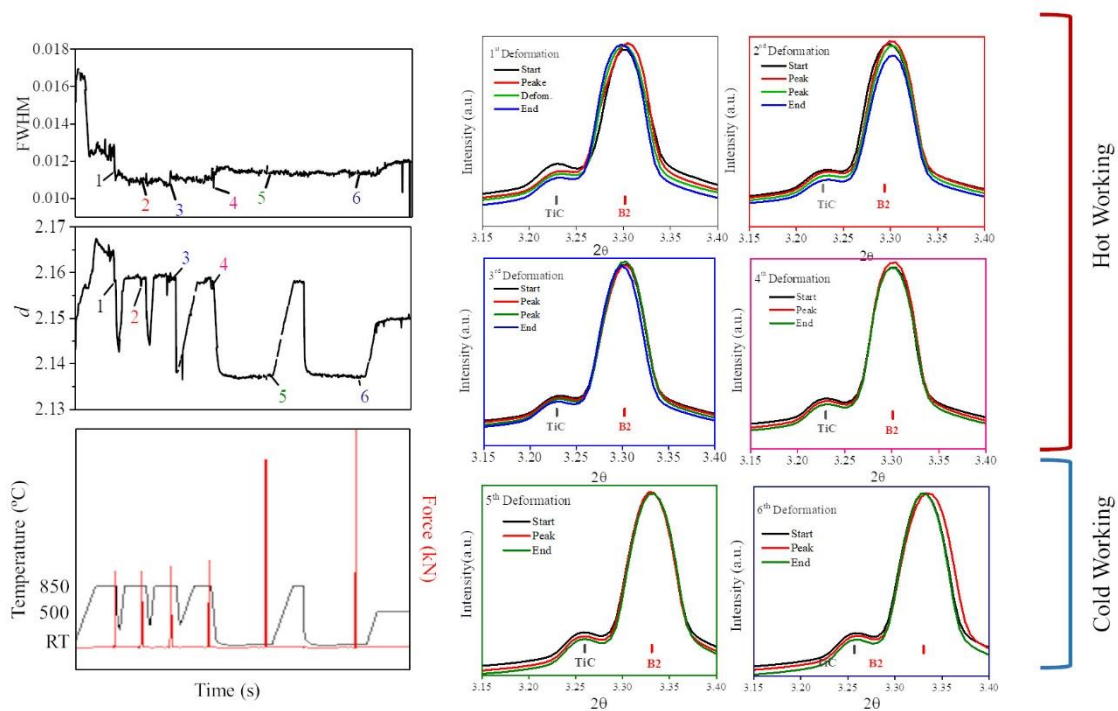 0.018
0.016
0.014
0.012
0.010
FWHM
1
2
3
4
5
6
2.17
2.16
2.15
2.14
2.13
d
1
2
3
4
5
6
Temperature (ºC)
850
500
RT
Force (kN)
Time (s)
1st Deformation
Start
Peake
Defom.
End
Intensity (a.u.)
TiC
B2
3.15 3.20 3.25 3.30 3.35 3.40
2θ
2nd Deformation
Start
Peak
Peak
End
Intensity (a.u.)
TiC
B2
3.15 3.20 3.25 3.30 3.35 3.40
2θ
3rd Deformation
Start
Peak
Peak
End
Intensity (a.u.)
TiC
B2
3.15 3.20 3.25 3.30 3.35 3.40
2θ
4th Deformation
Start
Peak
End
Intensity (a.u.)
TiC
B2
3.15 3.20 3.25 3.30 3.35 3.40
2θ
5th Deformation
Start
Peak
End
Intensity(a.u.)
TiC
B2
3.15 3.20 3.25 3.30 3.35 3.40
2θ
6th Deformation
Start
Peak
End
Intensity (a.u.)
TiC
B2
3.15 3.20 3.25 3.30 3.35 3.40
2θ
Hot Working
Cold Working